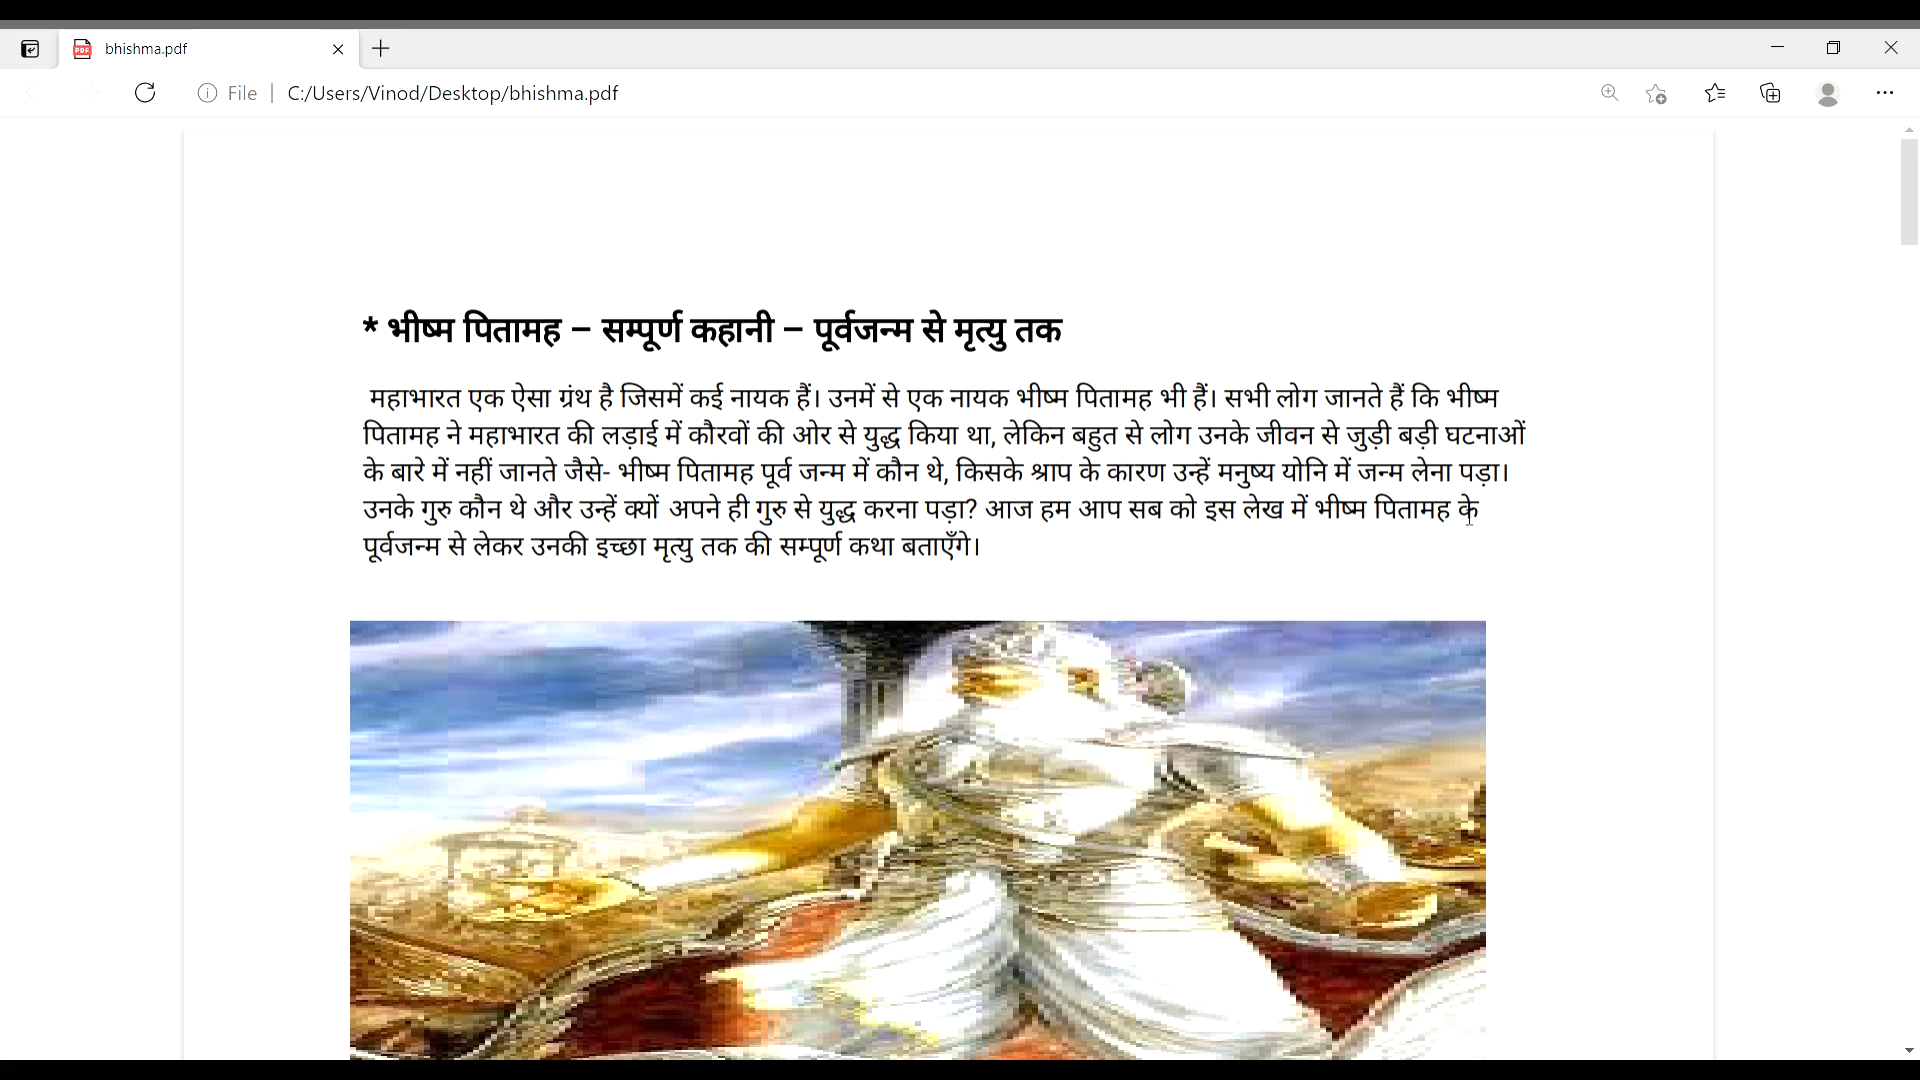 bhishma.pdf
File | C:/Users/Vinod/Desktop/bhishma.pdf
* भीष्म पितामह – सम्पूर्ण कहानी – पूर्वजन्म से मृत्यु तक
महाभारत एक ऐसा ग्रंथ है जिसमें कई नायक हैं। उनमें से एक नायक भीष्म पितामह भी हैं। सभी लोग जानते हैं कि भीष्म
पितामह ने महाभारत की लड़ाई में कौरवों की ओर से युद्ध किया था, लेकिन बहुत से लोग उनके जीवन से जुड़ी बड़ी घटनाओं
के बारे में नहीं जानते जैसे- भीष्म पितामह पूर्व जन्म में कौन थे, किसके श्राप के कारण उन्हें मनुष्य योनि में जन्म लेना पड़ा।
उनके गुरु कौन थे और उन्हें क्यों अपने ही गुरु से युद्ध करना पड़ा? आज हम आप सब को इस लेख में भीष्म पितामह के
पूर्वजन्म से लेकर उनकी इच्छा मृत्यु तक की सम्पूर्ण कथा बताएँगे।